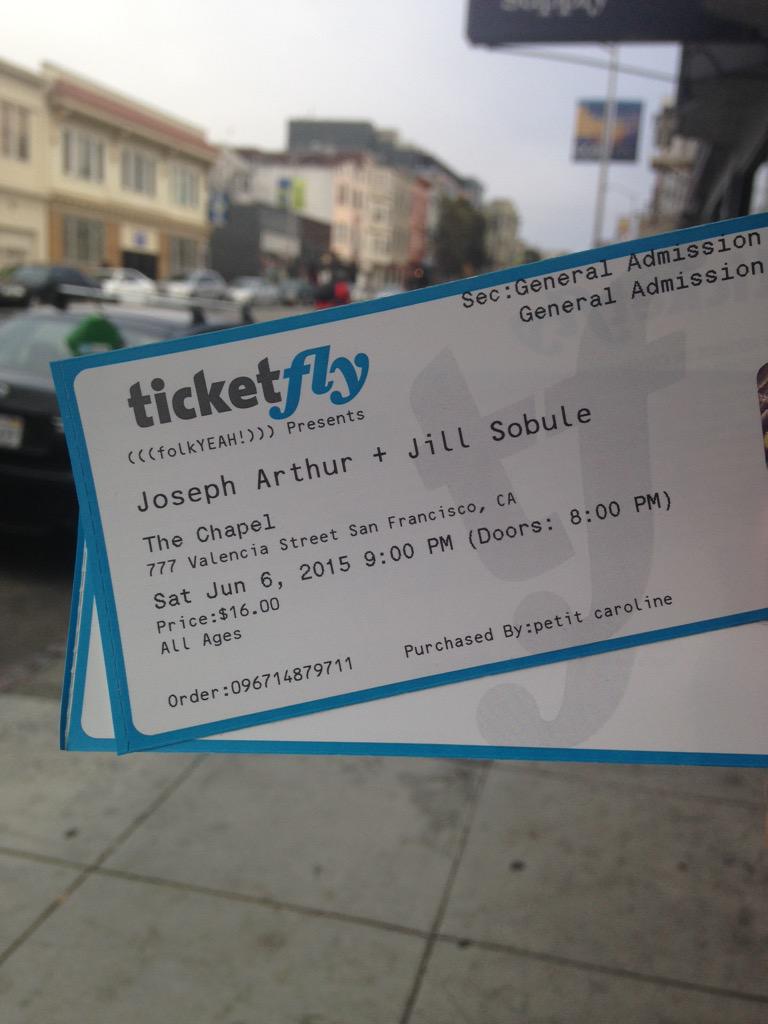 Supply
Sec:General Admission
General Admission
ticketfly
(((folkYEAH!))) Presents
Joseph Arthur + Jill Sobule
The Chapel
777 Valencia Street San Francisco, CA
Sat Jun 6, 2015 9:00 PM (Doors: 8:00 PM)
Price:$16.00
All Ages
Order:096714879711
Purchased By:petit caroline
tf